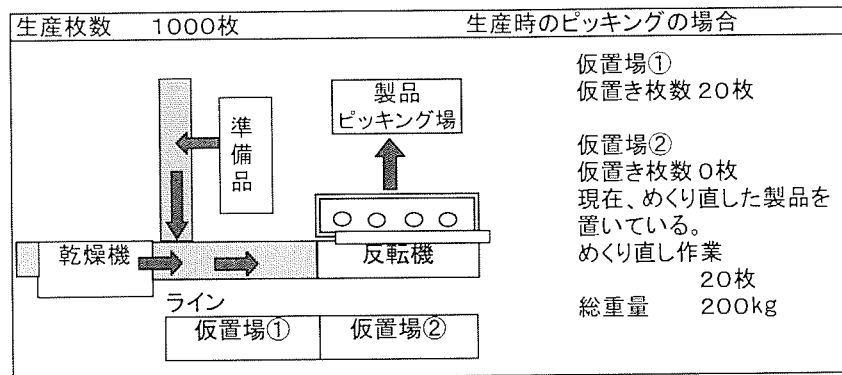 生産枚数　1000枚　生産時のピッキングの場合
仮置場①
仮置き枚数 20枚
仮置場②
仮置き枚数 0枚
現在、めくり直した製品を
置いている。
めくり直し作業
20枚
総重量　200kg
製品
ピッキング場
準備品
乾燥機
反転機
ライン
仮置場①
仮置場②